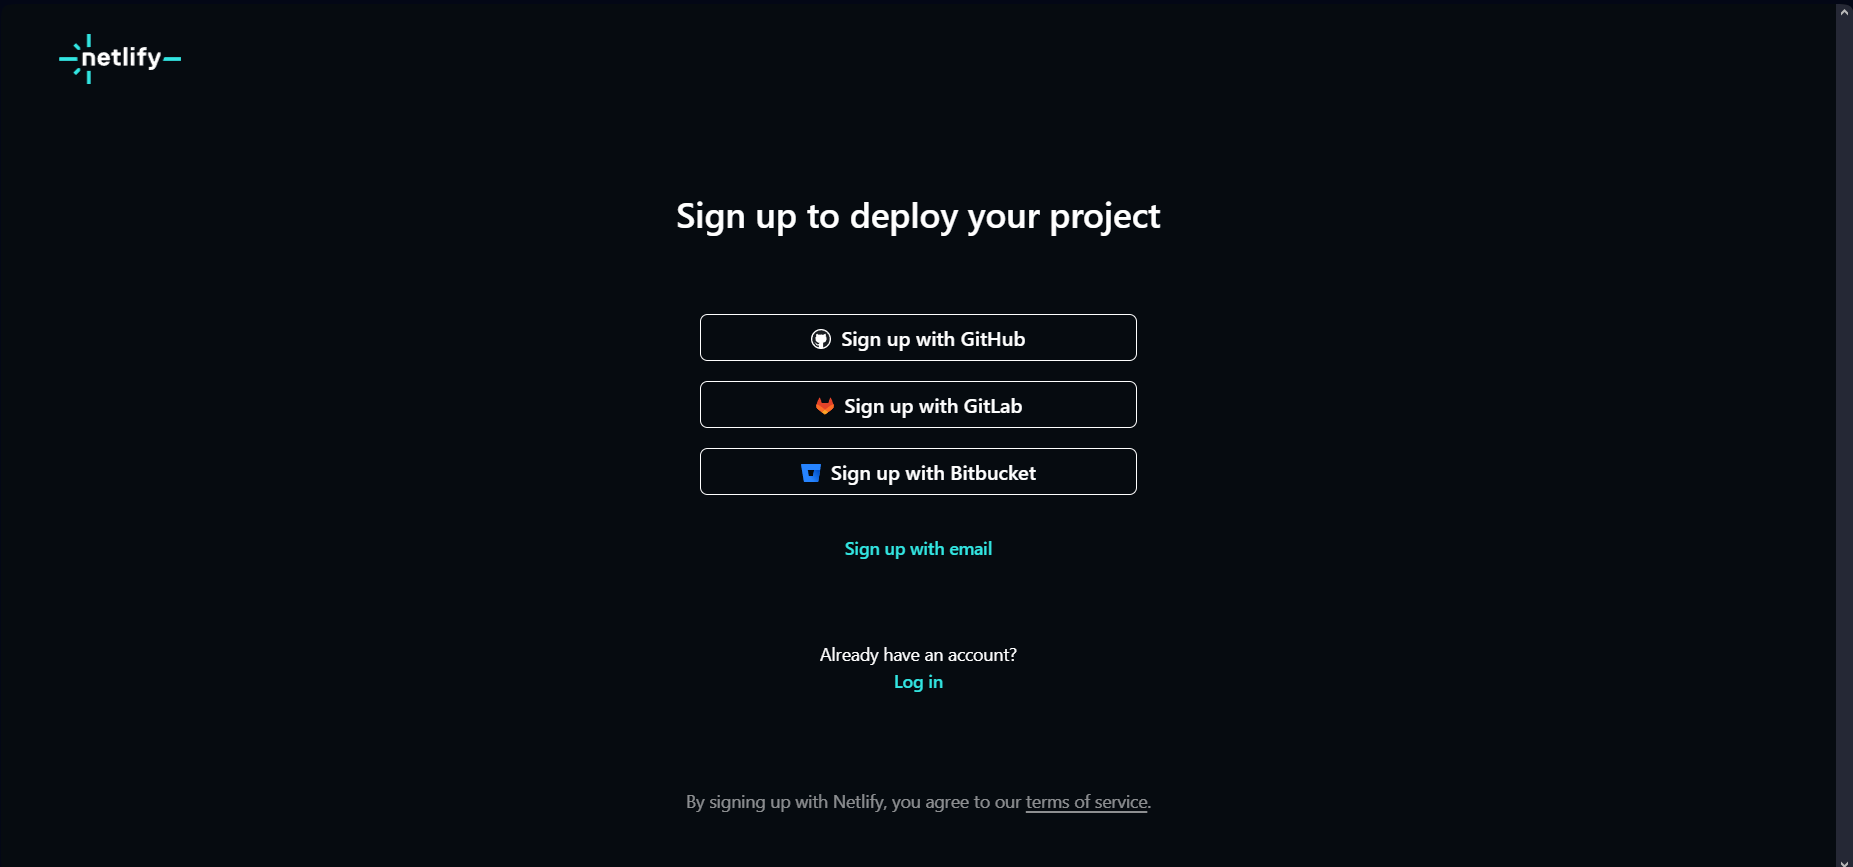 netlify
Sign up to deploy your project
Sign up with GitHub
Sign up with GitLab
Sign up with Bitbucket
Sign up with email
Already have an account?
Log in
By signing up with Netlify, you agree to our terms of service.